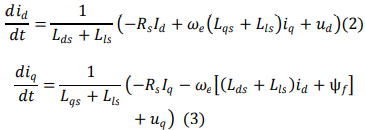 di_d/dt = 1/(L_ds + L_ls) (−R_s I_d + ω_e(L_qs + L_ls)i_q + u_d)(2)
di_q/dt = 1/(L_qs + L_ls) (−R_s I_q − ω_e[(L_ds + L_ls)i_d + ψ_f]
+ u_q) (3)